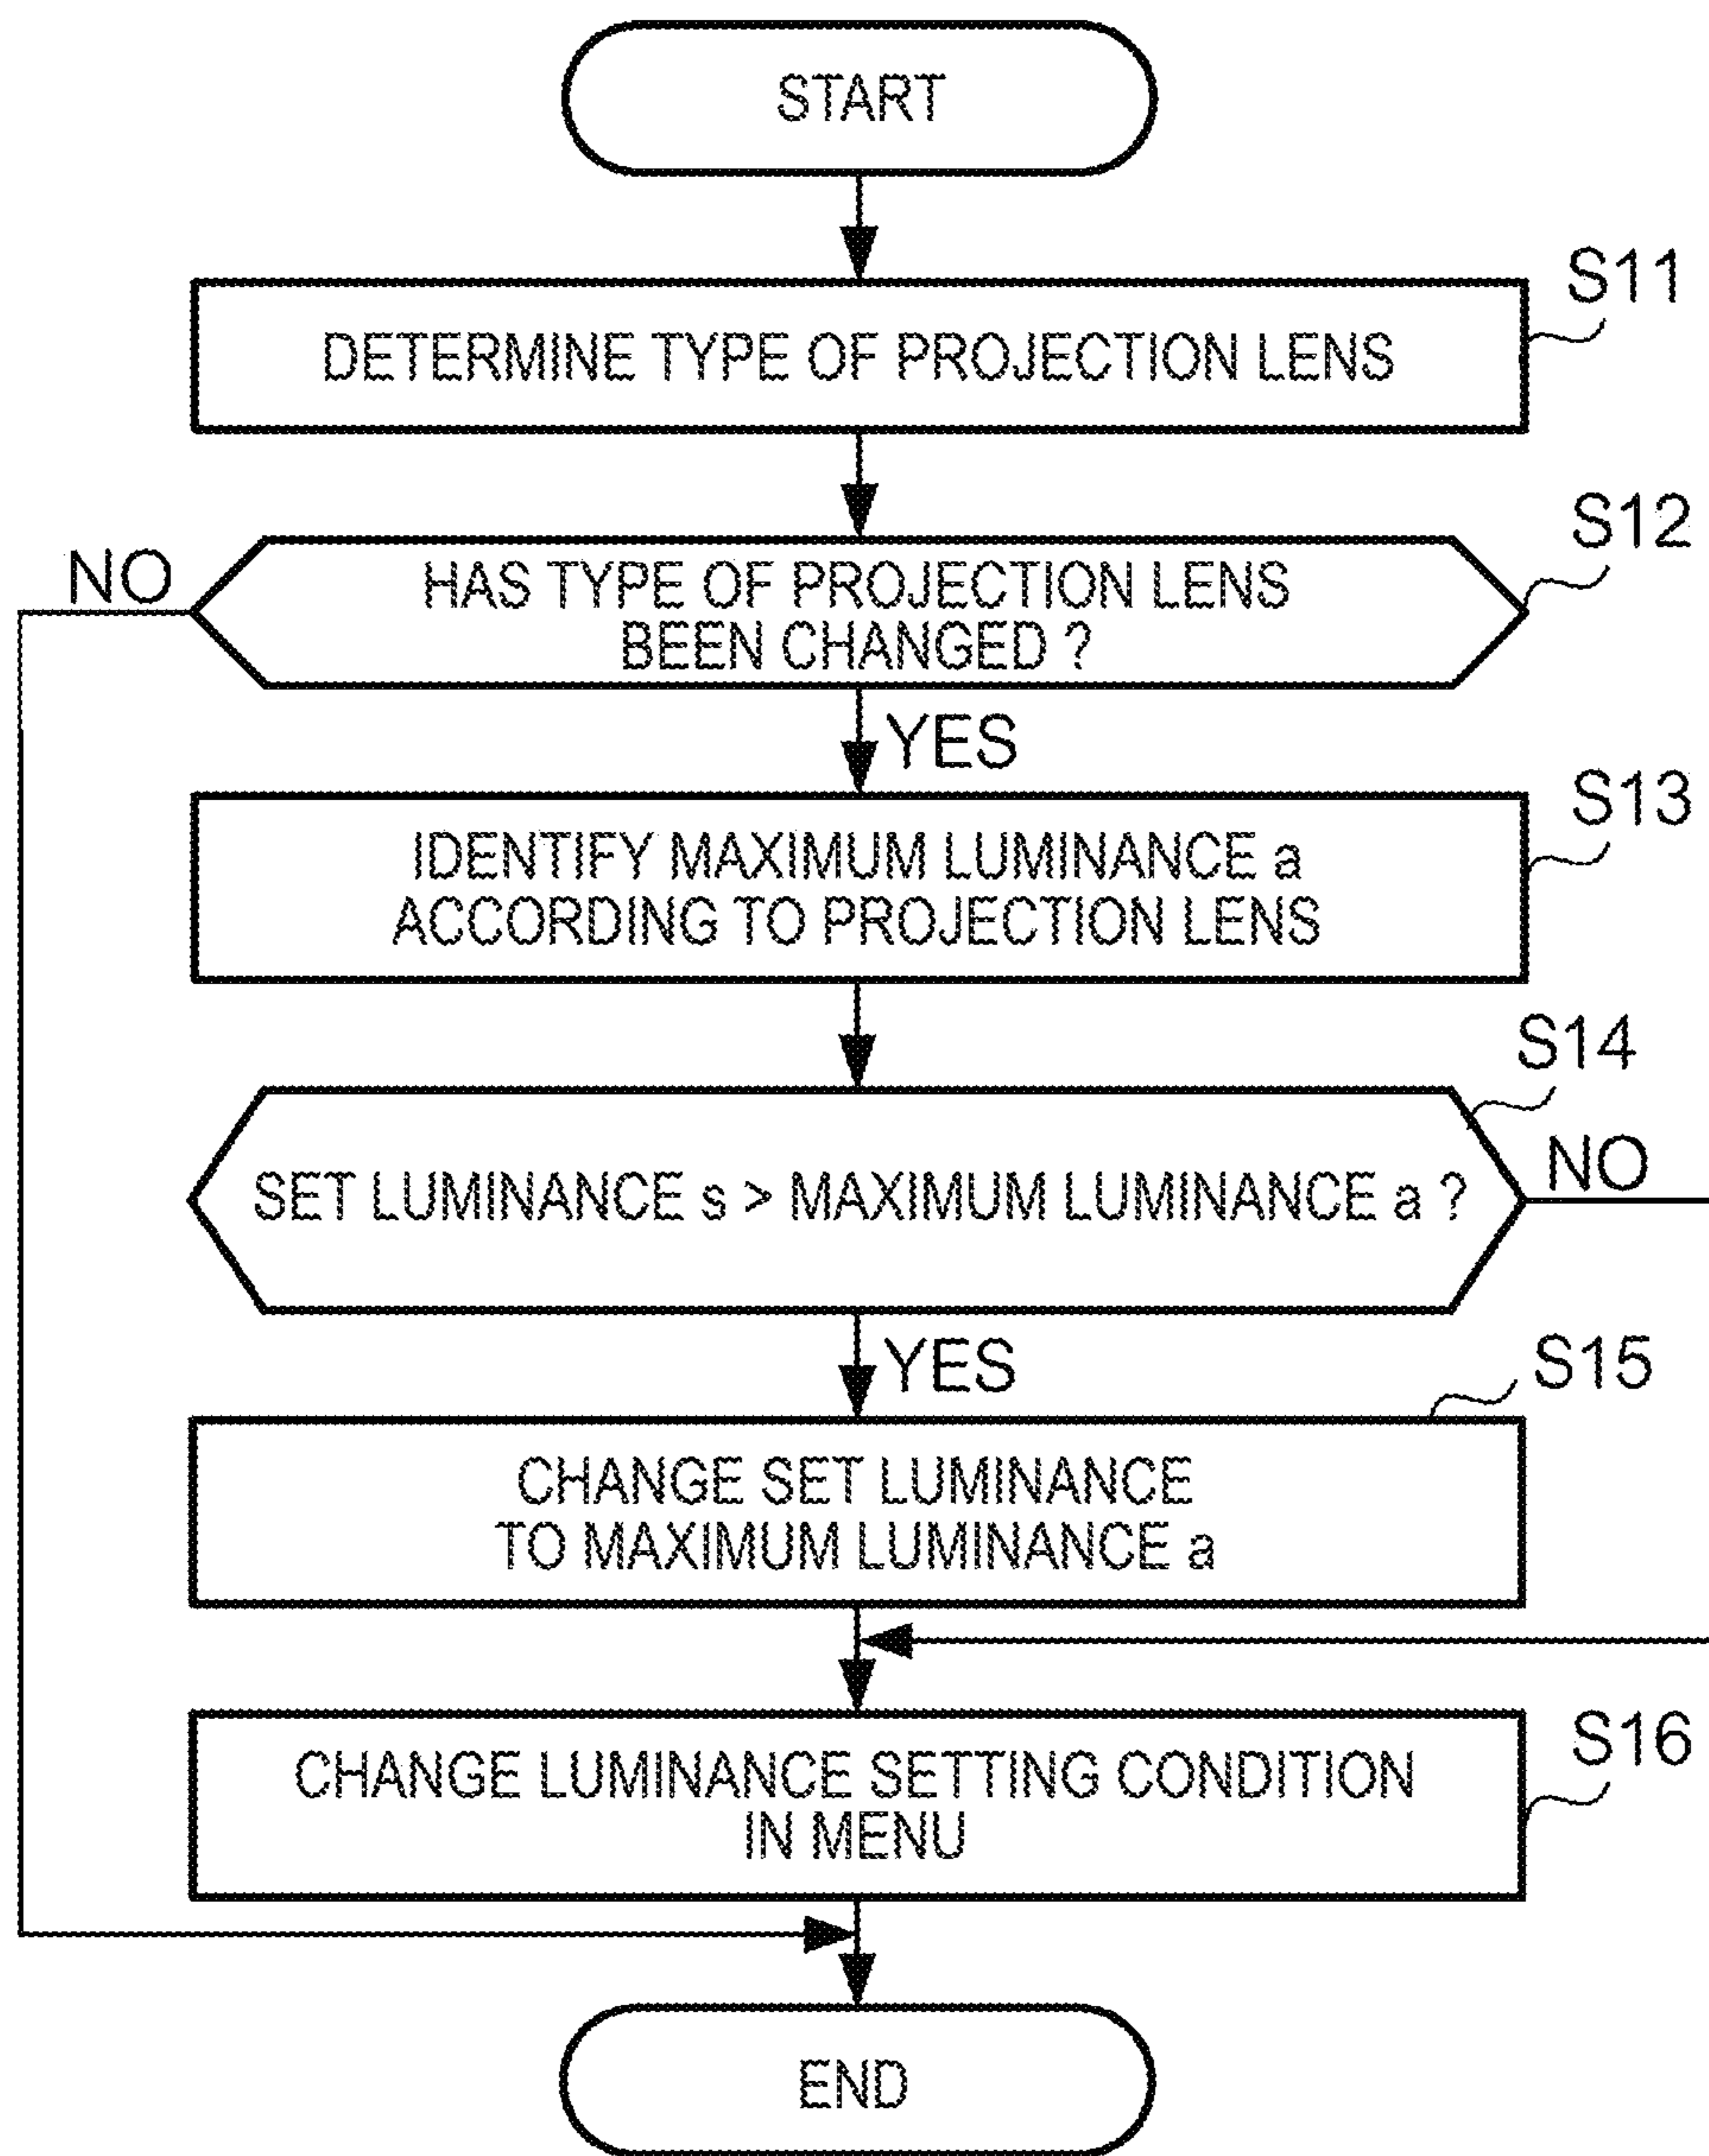 START
S11
DETERMINE TYPE OF PROJECTION LENS
S12
NO
HAS TYPE OF PROJECTION LENS
BEEN CHANGED ?
YES
S13
IDENTIFY MAXIMUM LUMINANCE a
ACCORDING TO PROJECTION LENS
S14
NO
SET LUMINANCE s > MAXIMUM LUMINANCE a ?
YES
S15
CHANGE SET LUMINANCE
TO MAXIMUM LUMINANCE a
S16
CHANGE LUMINANCE SETTING CONDITION
IN MENU
END